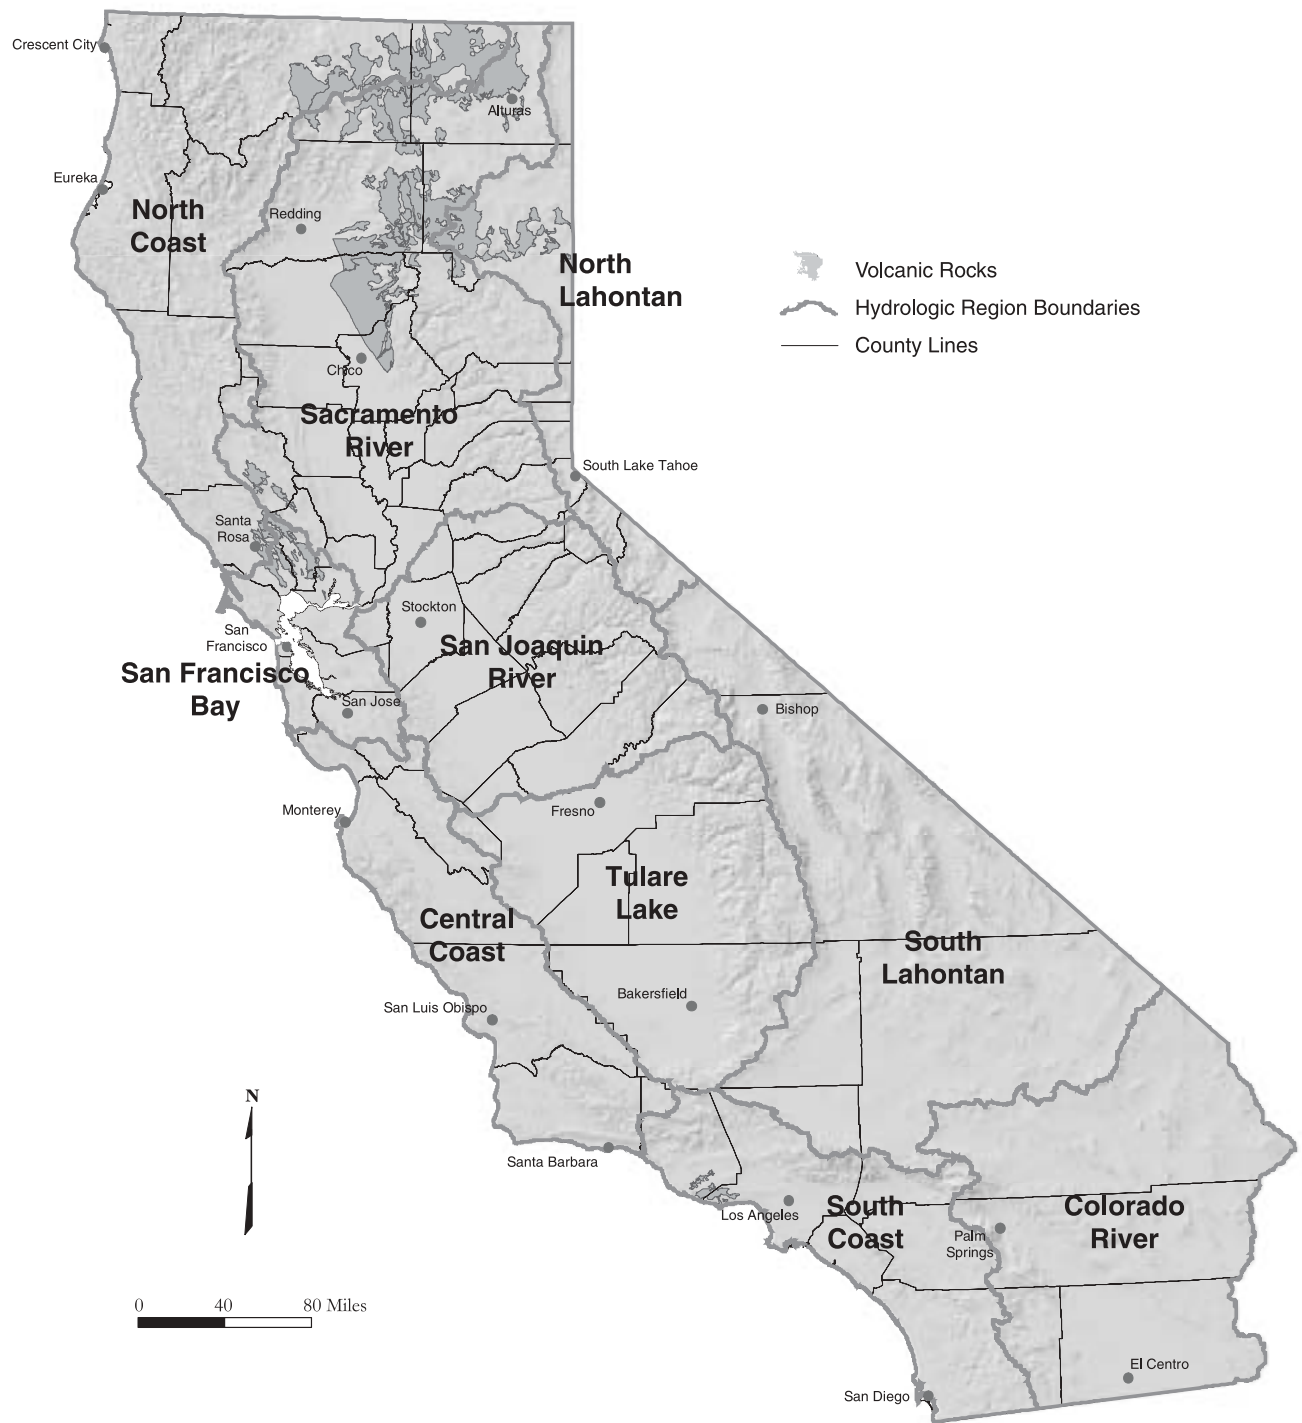 Crescent City
Alturas
Eureka
North
Coast
Redding
North
Lahontan
Volcanic Rocks
Hydrologic Region Boundaries
County Lines
Chico
Sacramento
River
South Lake Tahoe
Santa
Rosa
Stockton
San
Francisco
San Joaquin
River
San Francisco
Bay
San Jose
Bishop
Monterey
Fresno
Tulare
Lake
Central
Coast
South
Lahontan
Bakersfield
San Luis Obispo
N
Santa Barbara
Los Angeles
South
Coast
Palm
Springs
Colorado
River
0 40 80 Miles
El Centro
San Diego